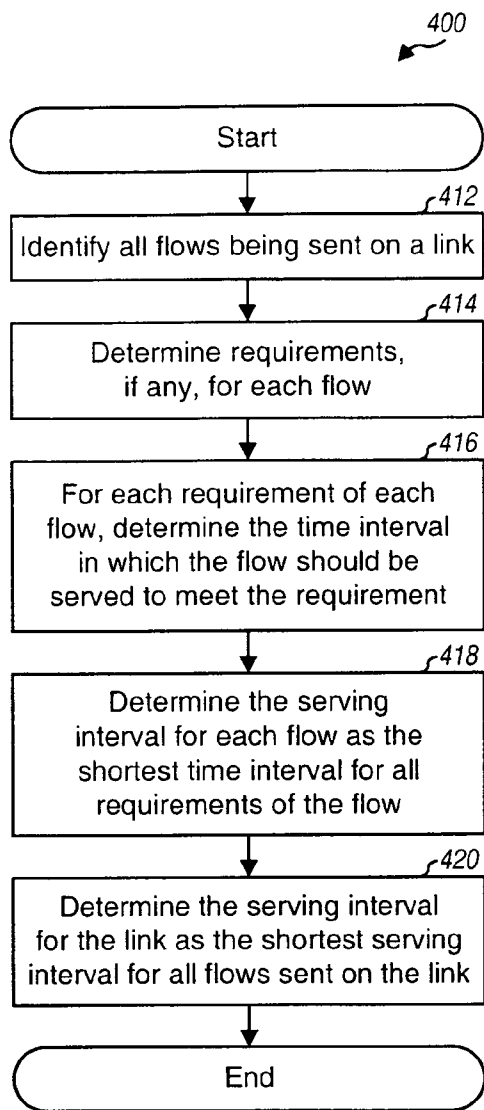 400
Start
412
Identify all flows being sent on a link
414
Determine requirements,
if any, for each flow
416
For each requirement of each
flow, determine the time interval
in which the flow should be
served to meet the requirement
418
Determine the serving
interval for each flow as the
shortest time interval for all
requirements of the flow
420
Determine the serving interval
for the link as the shortest serving
interval for all flows sent on the link
End